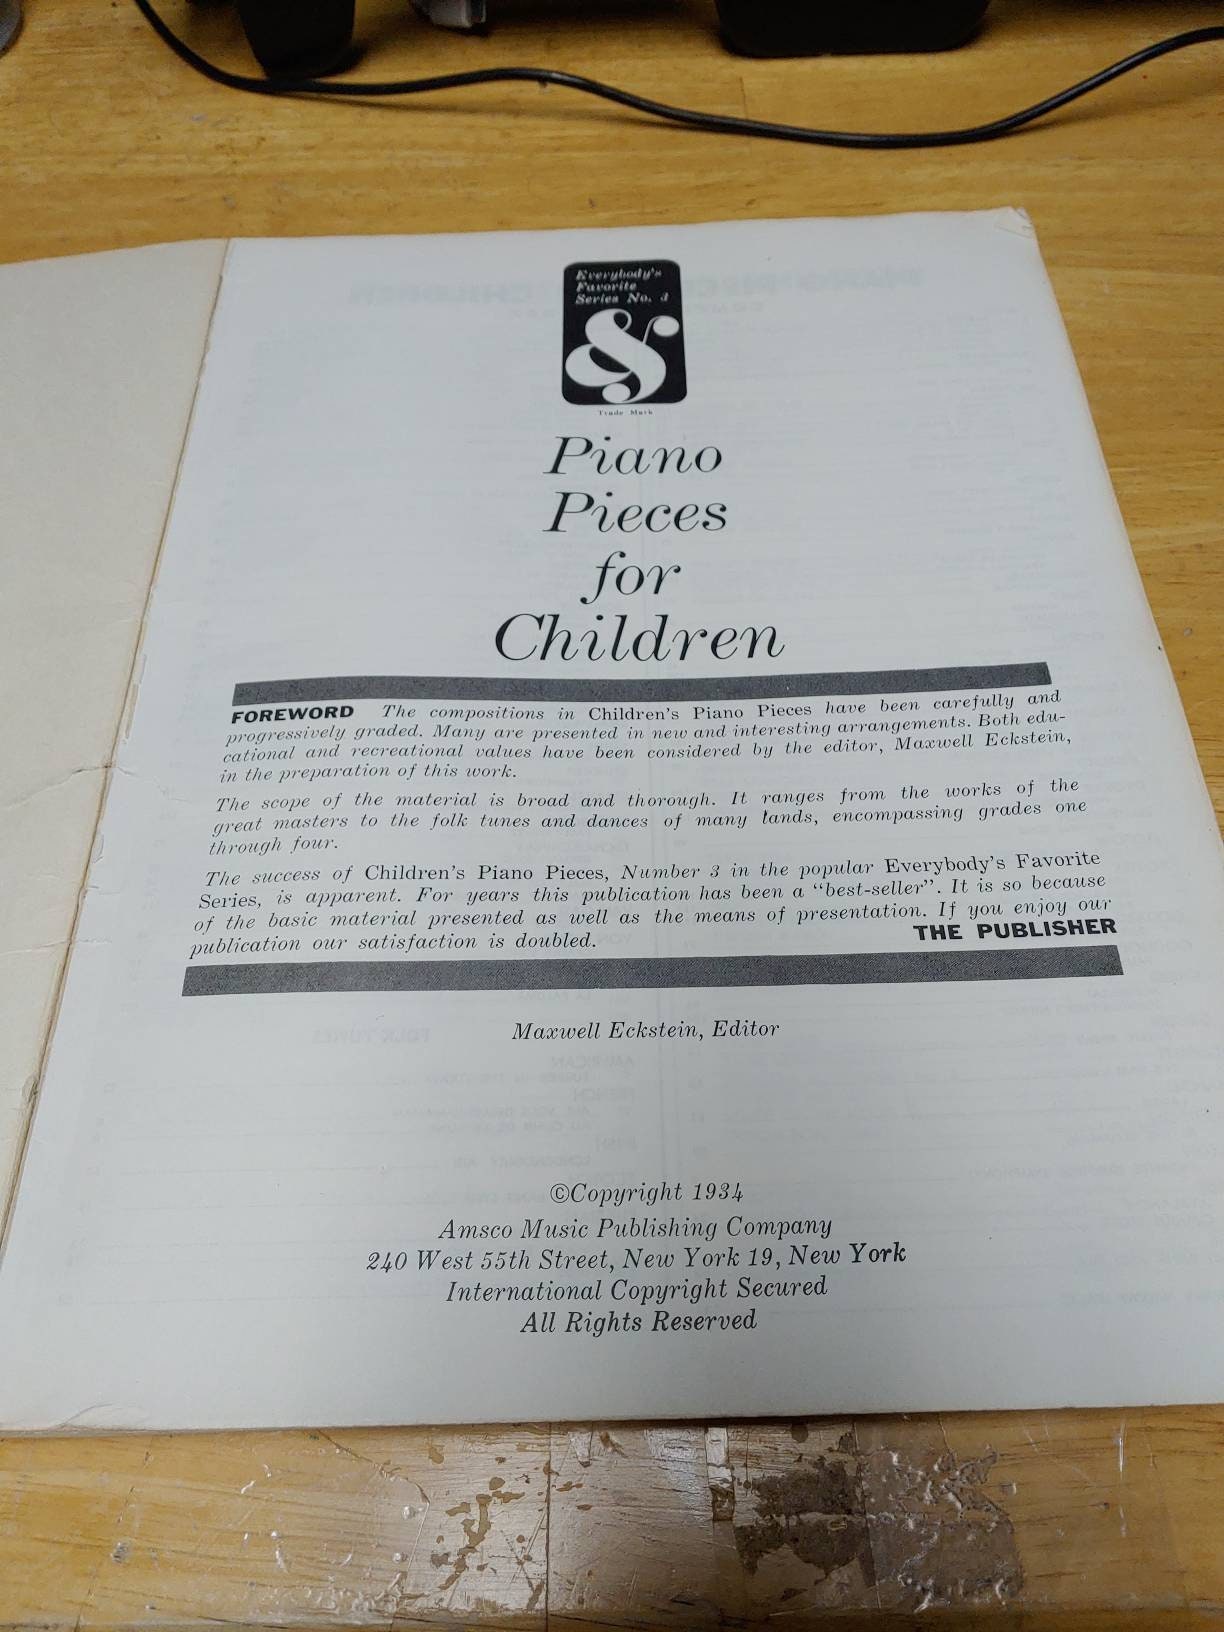 Everybody's
Favorite
Series No. 3
Trade Mark
Piano
Pieces
for
Children
FOREWORD The compositions in Children's Piano Pieces have been carefully and
progressively graded. Many are presented in new and interesting arrangements. Both edu-
cational and recreational values have been considered by the editor, Maxwell Eckstein,
in the preparation of this work.
The scope of the material is broad and thorough. It ranges from the works of the
great masters to the folk tunes and dances of many lands, encompassing grades one
through four.
The success of Children's Piano Pieces, Number 3 in the popular Everybody's Favorite
Series, is apparent. For years this publication has been a “best-seller”. It is so because
of the basic material presented as well as the means of presentation. If you enjoy our
publication our satisfaction is doubled. THE PUBLISHER
Maxwell Eckstein, Editor
©Copyright 1934
Amsco Music Publishing Company
240 West 55th Street, New York 19, New York
International Copyright Secured
All Rights Reserved